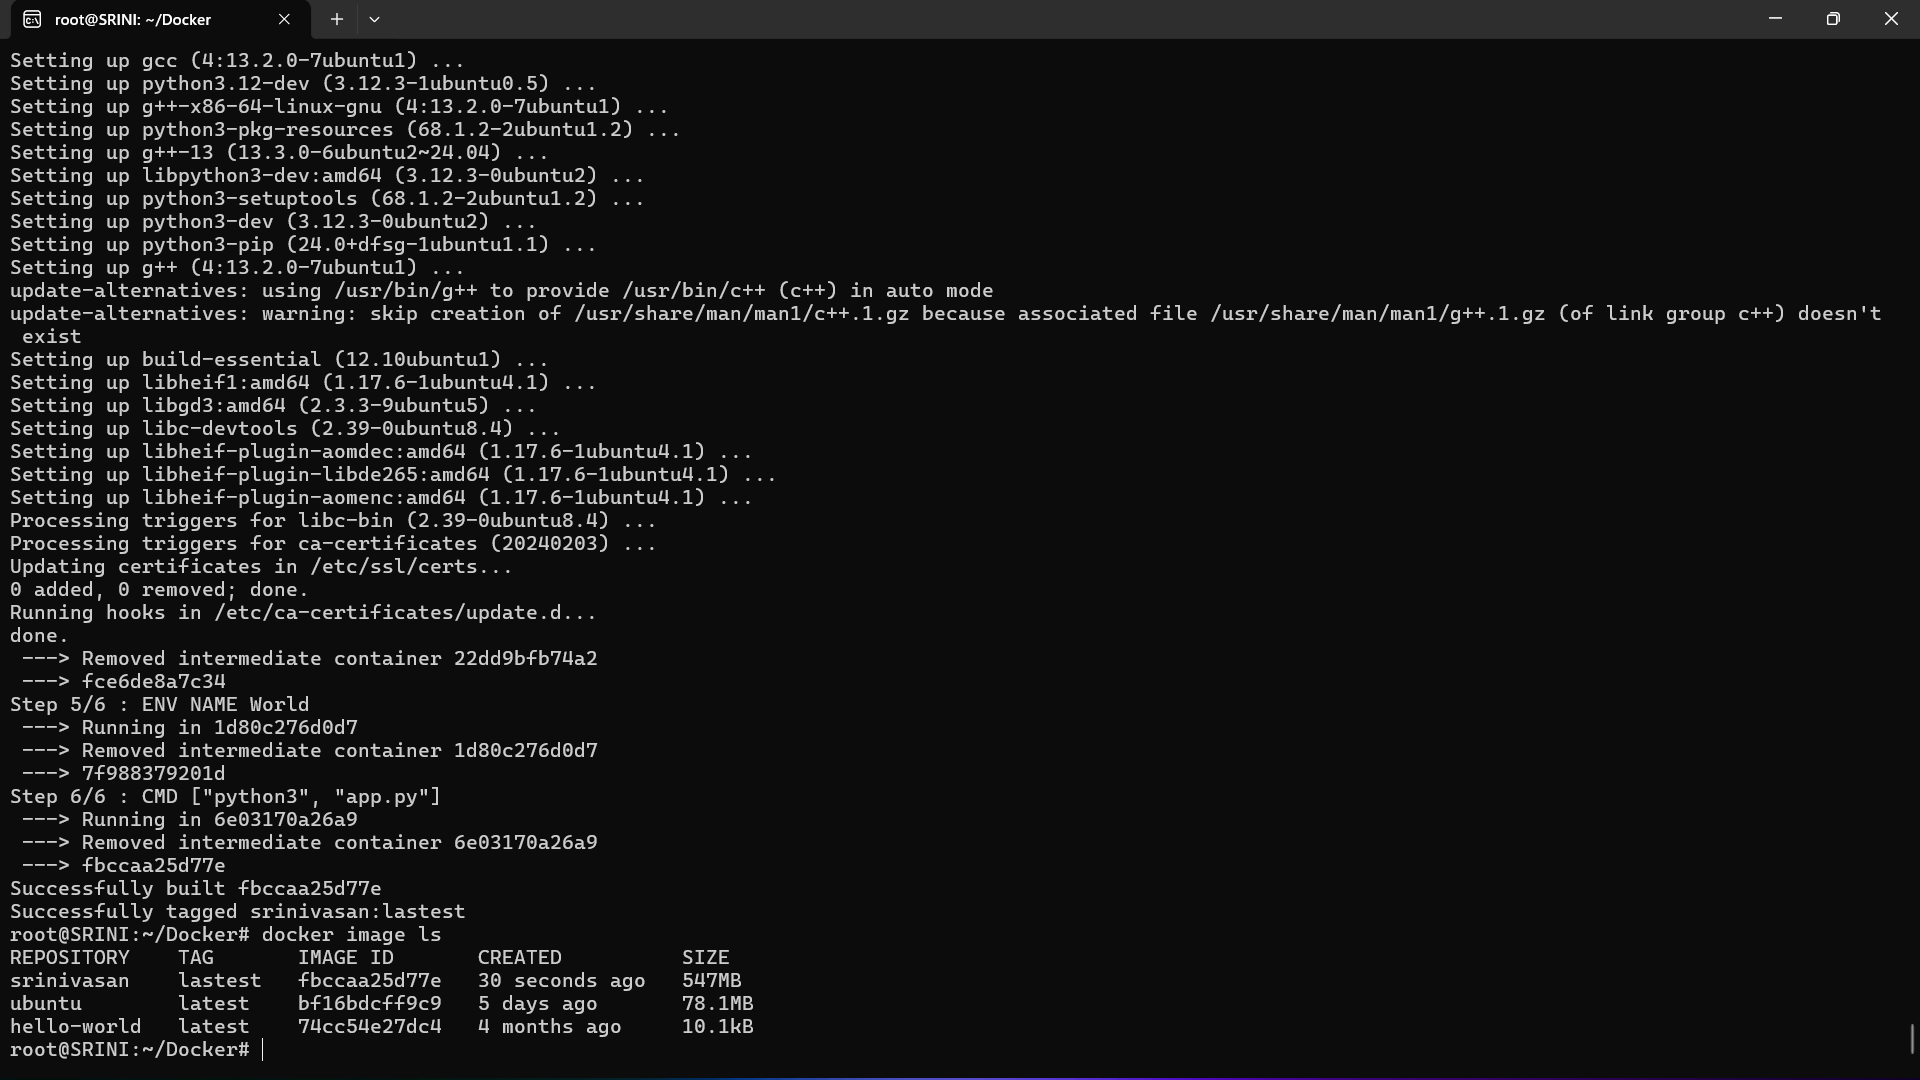 root@SRINI: ~/Docker
Setting up gcc (4:13.2.0-7ubuntu1) ...
Setting up python3.12-dev (3.12.3-1ubuntu0.5) ...
Setting up g++-x86-64-linux-gnu (4:13.2.0-7ubuntu1) ...
Setting up python3-pkg-resources (68.1.2-2ubuntu1.2) ...
Setting up g++-13 (13.3.0-6ubuntu2~24.04) ...
Setting up libpython3-dev:amd64 (3.12.3-0ubuntu2) ...
Setting up python3-setuptools (68.1.2-2ubuntu1.2) ...
Setting up python3-dev (3.12.3-0ubuntu2) ...
Setting up python3-pip (24.0+dfsg-1ubuntu1.1) ...
Setting up g++ (4:13.2.0-7ubuntu1) ...
update-alternatives: using /usr/bin/g++ to provide /usr/bin/c++ (c++) in auto mode
update-alternatives: warning: skip creation of /usr/share/man/man1/c++.1.gz because associated file /usr/share/man/man1/g++.1.gz (of link group c++) doesn't
 exist
Setting up build-essential (12.10ubuntu1) ...
Setting up libheif1:amd64 (1.17.6-1ubuntu4.1) ...
Setting up libgd3:amd64 (2.3.3-9ubuntu5) ...
Setting up libc-devtools (2.39-0ubuntu8.4) ...
Setting up libheif-plugin-aomdec:amd64 (1.17.6-1ubuntu4.1) ...
Setting up libheif-plugin-libde265:amd64 (1.17.6-1ubuntu4.1) ...
Setting up libheif-plugin-aomenc:amd64 (1.17.6-1ubuntu4.1) ...
Processing triggers for libc-bin (2.39-0ubuntu8.4) ...
Processing triggers for ca-certificates (20240203) ...
Updating certificates in /etc/ssl/certs...
0 added, 0 removed; done.
Running hooks in /etc/ca-certificates/update.d...
done.
 ---> Removed intermediate container 22dd9bfb74a2
 ---> fce6de8a7c34
Step 5/6 : ENV NAME World
 ---> Running in 1d80c276d0d7
 ---> Removed intermediate container 1d80c276d0d7
 ---> 7f988379201d
Step 6/6 : CMD ["python3", "app.py"]
 ---> Running in 6e03170a26a9
 ---> Removed intermediate container 6e03170a26a9
 ---> fbccaa25d77e
Successfully built fbccaa25d77e
Successfully tagged srinivasan:lastest
root@SRINI:~/Docker# docker image ls
REPOSITORY    TAG       IMAGE ID       CREATED          SIZE
srinivasan    lastest   fbccaa25d77e   30 seconds ago   547MB
ubuntu        latest    bf16bdcff9c9   5 days ago       78.1MB
hello-world   latest    74cc54e27dc4   4 months ago     10.1kB
root@SRINI:~/Docker#